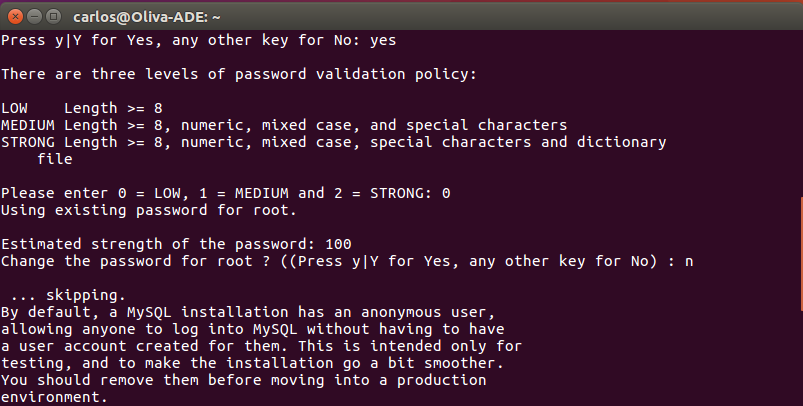 carlos@Oliva-ADE: ~
Press y|Y for Yes, any other key for No: yes
There are three levels of password validation policy:
LOW    Length >= 8
MEDIUM Length >= 8, numeric, mixed case, and special characters
STRONG Length >= 8, numeric, mixed case, special characters and dictionary
    file
Please enter 0 = LOW, 1 = MEDIUM and 2 = STRONG: 0
Using existing password for root.
Estimated strength of the password: 100
Change the password for root ? ((Press y|Y for Yes, any other key for No) : n
 ... skipping.
By default, a MySQL installation has an anonymous user,
allowing anyone to log into MySQL without having to have
a user account created for them. This is intended only for
testing, and to make the installation go a bit smoother.
You should remove them before moving into a production
environment.